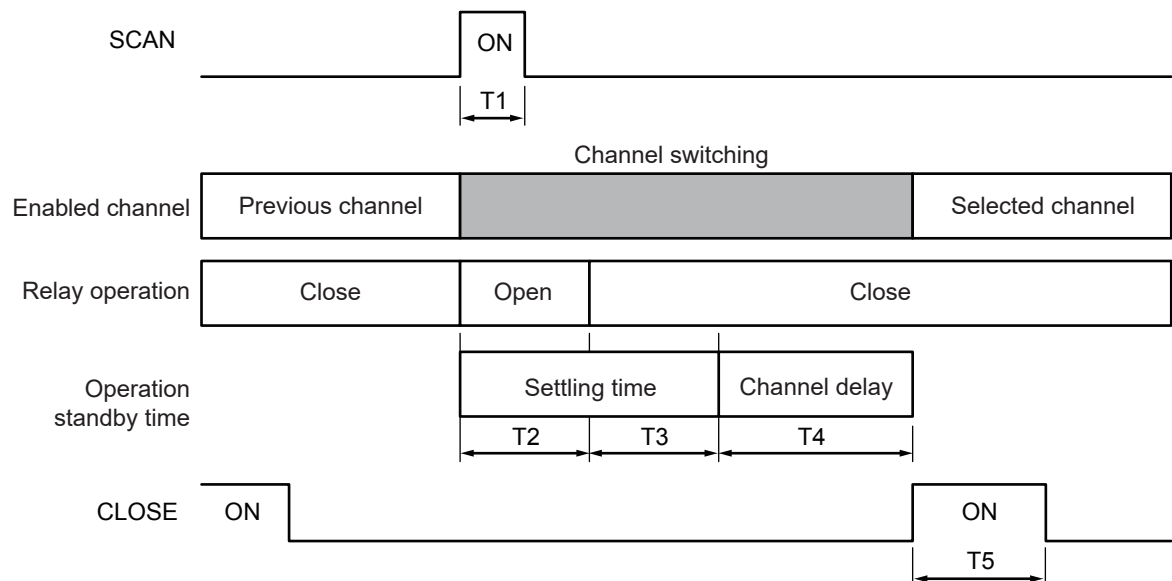 SCAN
ON
T1
Channel switching
Enabled channel
Previous channel
Selected channel
Relay operation
Close
Open
Close
Operation
standby time
Settling time
Channel delay
T2
T3
T4
CLOSE
ON
ON
T5